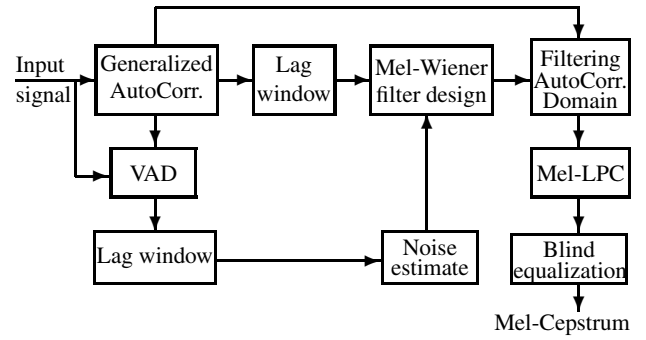 Input
signal
Generalized
AutoCorr.
Lag
window
Mel-Wiener
filter design
Filtering
AutoCorr.
Domain
VAD
Mel-LPC
Lag window
Noise
estimate
Blind
equalization
Mel-Cepstrum